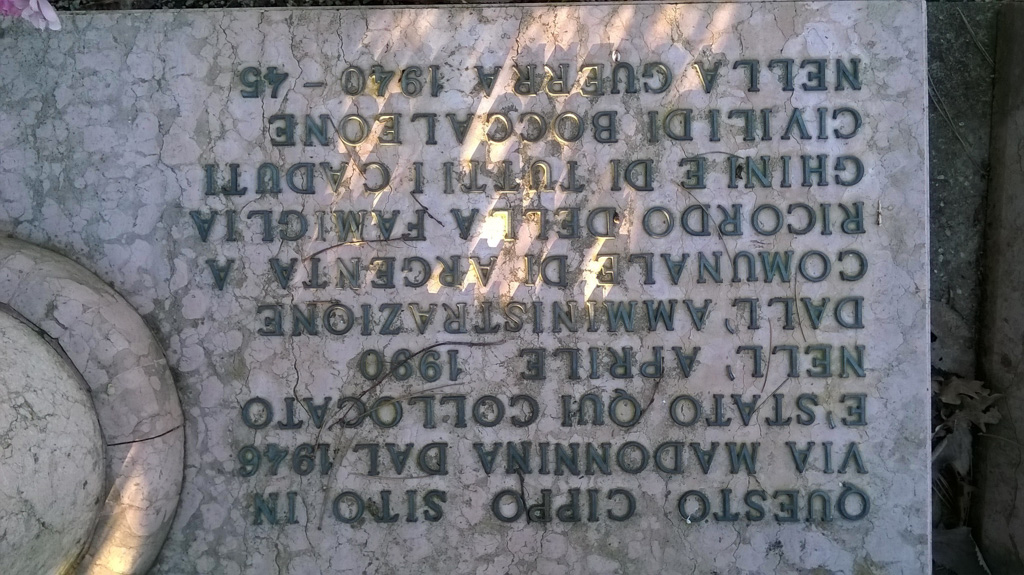 QUESTO CIPPO SITO IN
VIA MADONNINA DAL 1946
E' STATO QUI COLLOCATO
NELL' APRILE 1990
DALL' AMMINISTRAZIONE
COMUNALE DI ARGENTA A
RICORDO DELLA FAMIGLIA
GHINI E DI TUTTI I CADUTI
CIVILI DI BOCCALEONE
NELLA GUERRA 1940 - 45